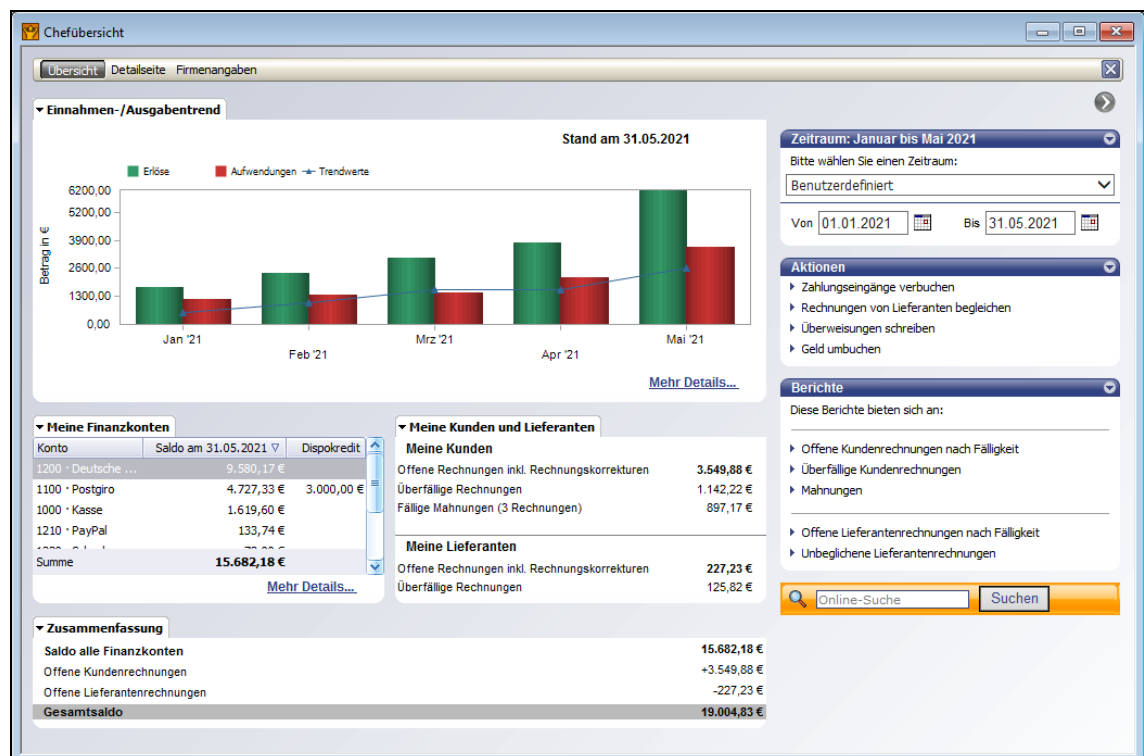 Chefübersicht
Übersicht Detailseite Firmenangaben
Einnahmen-/Ausgabentrend
Stand am 31.05.2021
Erlöse Aufwendungen Trendwerte
Betrag in €
6200,00
5200,00
3900,00
2600,00
1300,00
0,00
Jan '21
Feb '21
Mrz '21
Apr '21
Mai '21
Mehr Details...
Meine Finanzkonten
Konto Saldo am 31.05.2021 Dispokredit
1200 · Deutsche ... 9.580,17 €
1100 · Postgiro 4.727,33 € 3.000,00 €
1000 · Kasse 1.619,60 €
1210 · PayPal 133,74 €
Summe 15.682,18 €
Mehr Details...
Meine Kunden und Lieferanten
Meine Kunden
Offene Rechnungen inkl. Rechnungskorrekturen 3.549,88 €
Überfällige Rechnungen 1.142,22 €
Fällige Mahnungen (3 Rechnungen) 897,17 €
Meine Lieferanten
Offene Rechnungen inkl. Rechnungskorrekturen 227,23 €
Überfällige Rechnungen 125,82 €
Zusammenfassung
Saldo alle Finanzkonten 15.682,18 €
Offene Kundenrechnungen +3.549,88 €
Offene Lieferantenrechnungen -227,23 €
Gesamtsaldo 19.004,83 €
Zeitraum: Januar bis Mai 2021
Bitte wählen Sie einen Zeitraum:
Benutzerdefiniert
Von 01.01.2021 Bis 31.05.2021
Aktionen
Zahlungseingänge verbuchen
Rechnungen von Lieferanten begleichen
Überweisungen schreiben
Geld umbuchen
Berichte
Diese Berichte bieten sich an:
Offene Kundenrechnungen nach Fälligkeit
Überfällige Kundenrechnungen
Mahnungen
Offene Lieferantenrechnungen nach Fälligkeit
Unbeglichene Lieferantenrechnungen
Online-Suche Suchen